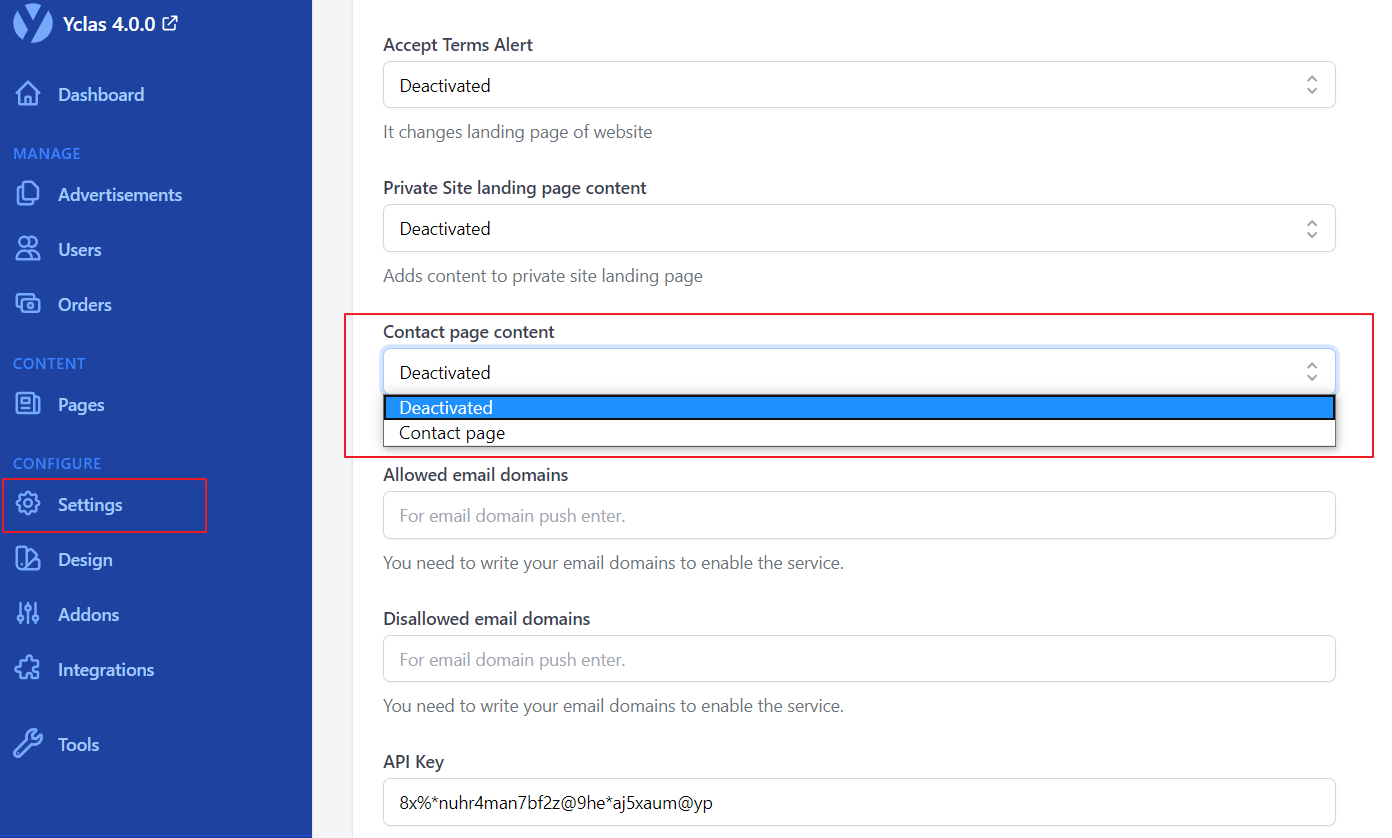 Yclas 4.0.0
Dashboard
MANAGE
Advertisements
Users
Orders
CONTENT
Pages
CONFIGURE
Settings
Design
Addons
Integrations
Tools
Accept Terms Alert
Deactivated
It changes landing page of website
Private Site landing page content
Deactivated
Adds content to private site landing page
Contact page content
Deactivated
Deactivated
Contact page
Allowed email domains
For email domain push enter.
You need to write your email domains to enable the service.
Disallowed email domains
For email domain push enter.
You need to write your email domains to enable the service.
API Key
8x%*nuhr4man7bf2z@9he*aj5xaum@yp